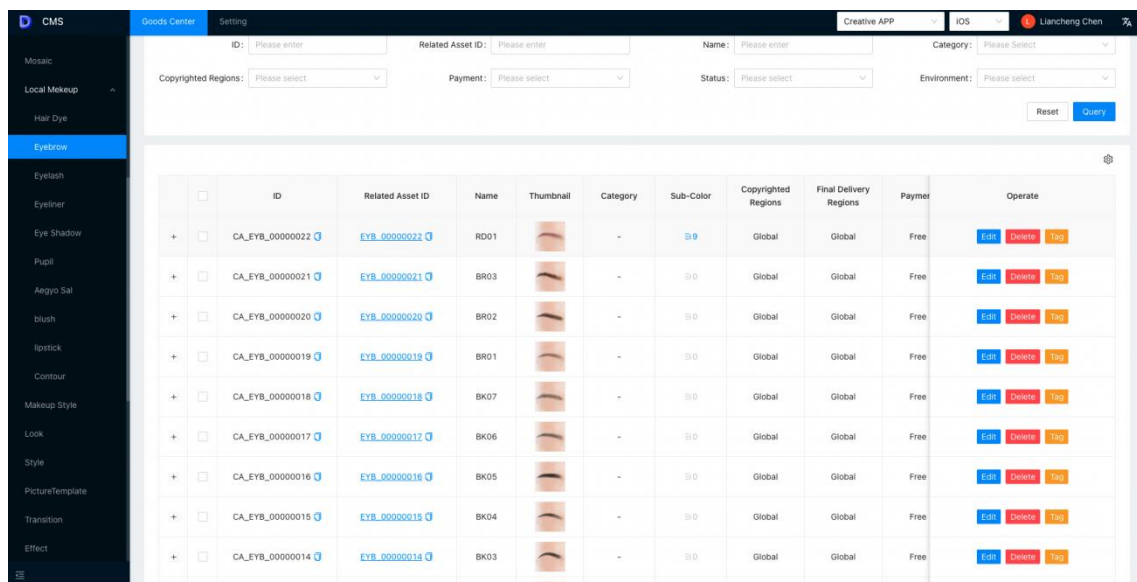 CMS
Goods Center
Setting
Creative APP
iOS
L
Liancheng Chen
ID:
Please enter
Related Asset ID:
Please enter
Name:
Please enter
Category:
Please Select
Copyrighted Regions:
Please select
Payment:
Please select
Status:
Please select
Environment:
Please select
Reset
Query
Mosaic
Local Mekeup
Hair Dye
Eyebrow
Eyelash
Eyeliner
Eye Shadow
Pupil
Aegyo Sal
blush
lipstick
Contour
Makeup Style
Look
Style
PictureTemplate
Transition
Effect
ID Related Asset ID Name Thumbnail Category Sub-Color Copyrighted Regions Final Delivery Regions Paymer Operate
+ CA_EYB_00000022 EYB_00000022 RD01 - 9 Global Global Free Edit Delete Tag
+ CA_EYB_00000021 EYB_00000021 BR03 - 0 Global Global Free Edit Delete Tag
+ CA_EYB_00000020 EYB_00000020 BR02 - 0 Global Global Free Edit Delete Tag
+ CA_EYB_00000019 EYB_00000019 BR01 - 0 Global Global Free Edit Delete Tag
+ CA_EYB_00000018 EYB_00000018 BK07 - 0 Global Global Free Edit Delete Tag
+ CA_EYB_00000017 EYB_00000017 BK06 - 0 Global Global Free Edit Delete Tag
+ CA_EYB_00000016 EYB_00000016 BK05 - 0 Global Global Free Edit Delete Tag
+ CA_EYB_00000015 EYB_00000015 BK04 - 0 Global Global Free Edit Delete Tag
+ CA_EYB_00000014 EYB_00000014 BK03 - 0 Global Global Free Edit Delete Tag